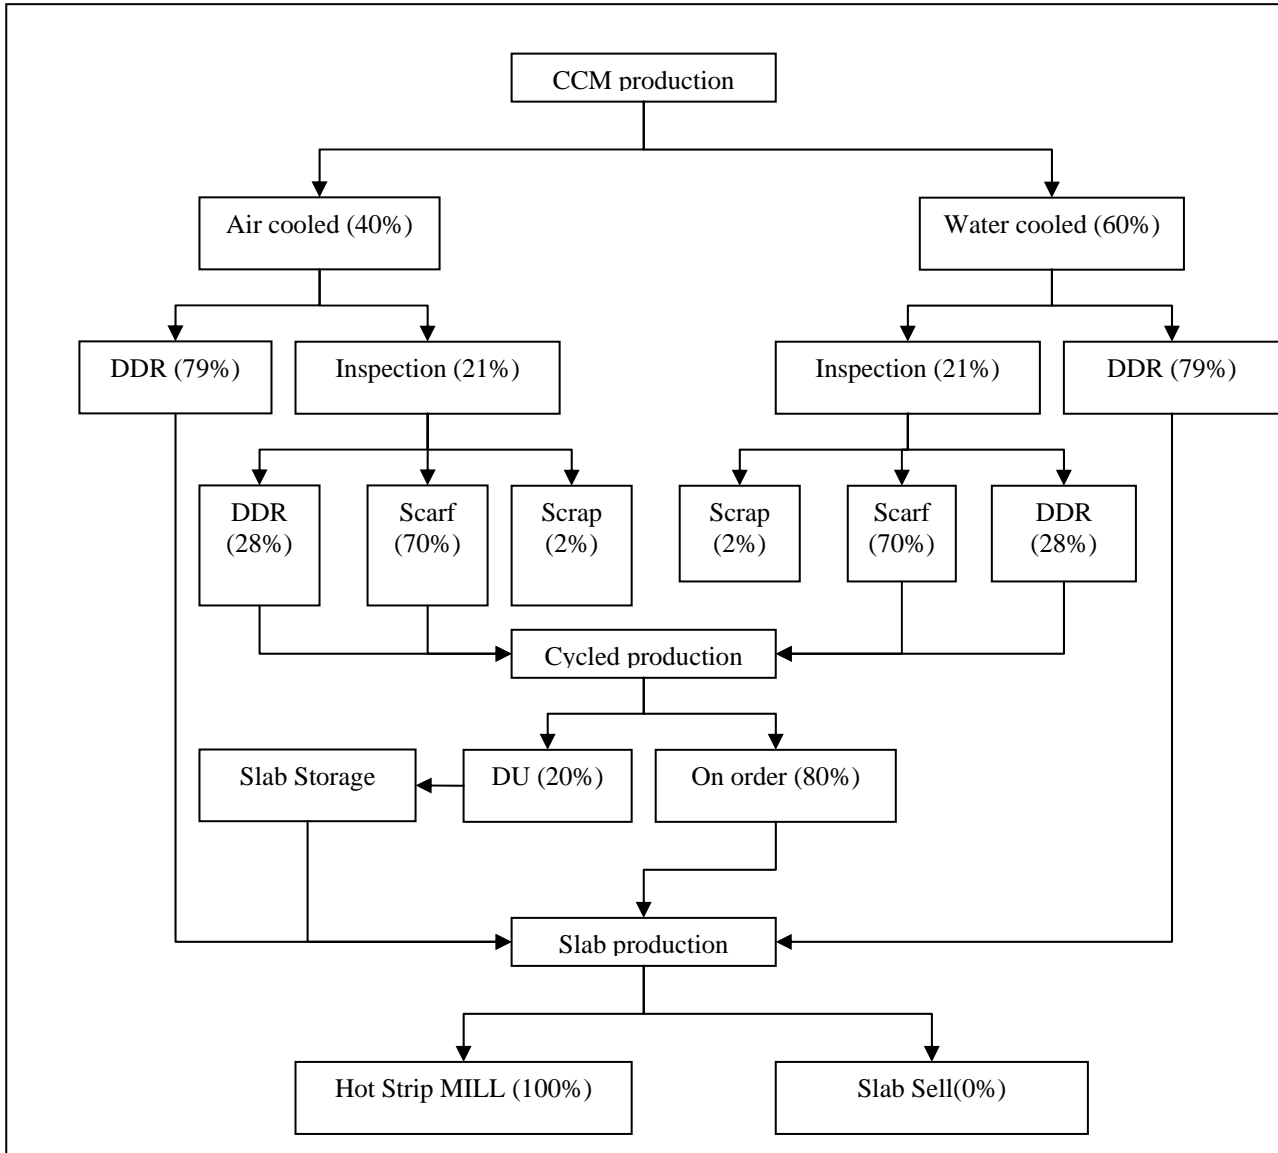 CCM production
Air cooled (40%)
Water cooled (60%)
DDR (79%)
Inspection (21%)
Inspection (21%)
DDR (79%)
DDR
(28%)
Scarf
(70%)
Scrap
(2%)
Scrap
(2%)
Scarf
(70%)
DDR
(28%)
Cycled production
Slab Storage
DU (20%)
On order (80%)
Slab production
Hot Strip MILL (100%)
Slab Sell(0%)